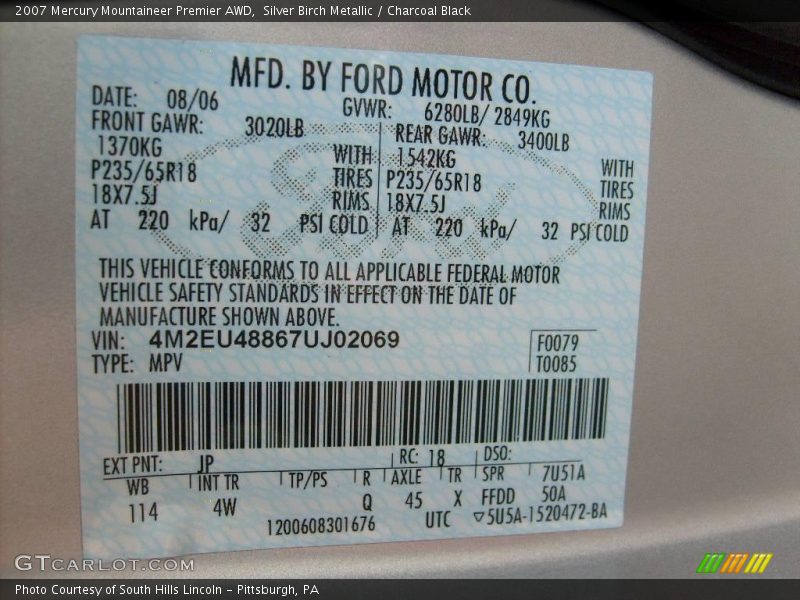 2007 Mercury Mountaineer Premier AWD, Silver Birch Metallic / Charcoal Black
MFD. BY FORD MOTOR CO.
DATE: 08/06 GVWR: 6280LB/ 2849KG
FRONT GAWR: 3020LB REAR GAWR: 3400LB
1370KG WITH 1542KG WITH
P235/65R18 TIRES P235/65R18 TIRES
18X7.5J RIMS 18X7.5J RIMS
AT 220 kPa/ 32 PSI COLD AT 220 kPa/ 32 PSI COLD
THIS VEHICLE CONFORMS TO ALL APPLICABLE FEDERAL MOTOR
VEHICLE SAFETY STANDARDS IN EFFECT ON THE DATE OF
MANUFACTURE SHOWN ABOVE.
VIN: 4M2EU48867UJ02069 F0079
TYPE: MPV T0085
EXT PNT: JP RC: 18 DSO:
WB INT TR TP/PS R AXLE TR SPR 7U51A
114 4W Q 45 X FFDD 50A
1200608301676 UTC ▽5U5A-1520472-BA
GTCARLOT.COM
Photo Courtesy of South Hills Lincoln - Pittsburgh, PA